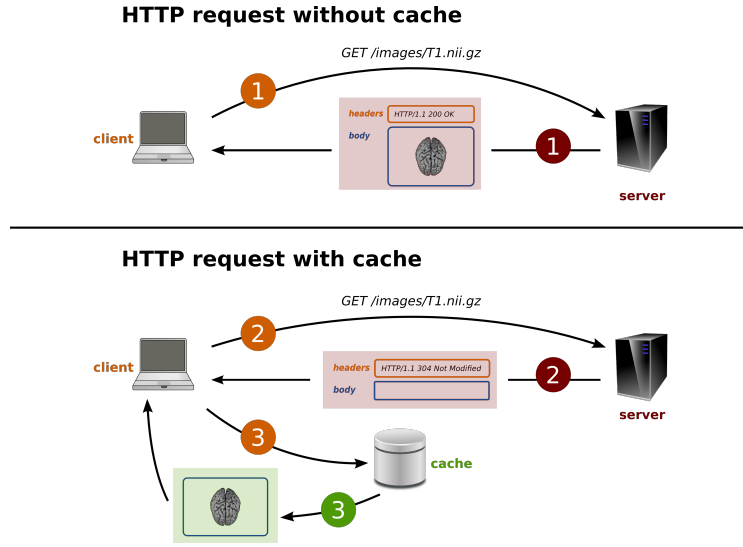 HTTP request without cache
GET /images/T1.nii.gz
1
headers HTTP/1.1 200 OK
client
body
1
server
HTTP request with cache
GET /images/T1.nii.gz
2
client
headers HTTP/1.1 304 Not Modified
2
body
server
3
cache
3